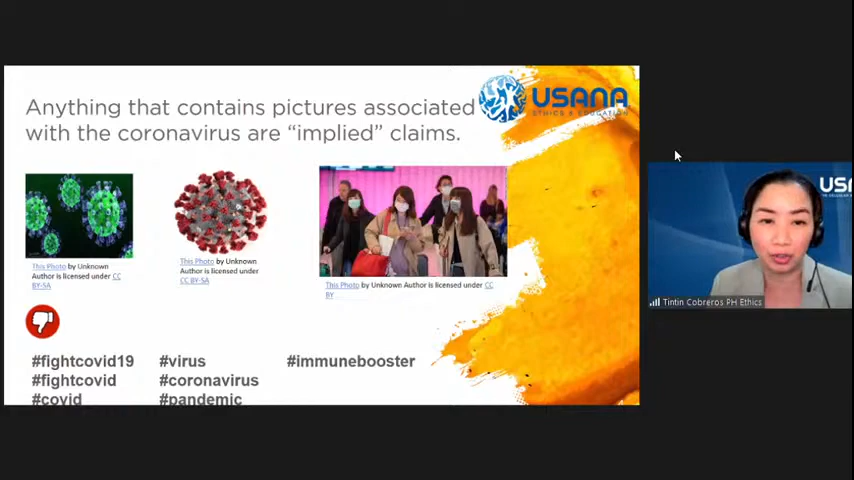 Anything that contains pictures associated
with the coronavirus are “implied” claims.
USANA
ETHICS & EDUCATION
This Photo by Unknown
Author is licensed under CC
BY-SA
This Photo by Unknown
Author is licensed under
CC BY-SA
This Photo by Unknown Author is licensed under CC
BY
#fightcovid19
#fightcovid
#covid
#virus
#coronavirus
#pandemic
#immunebooster
US
Tintin Cobreros PH Ethics